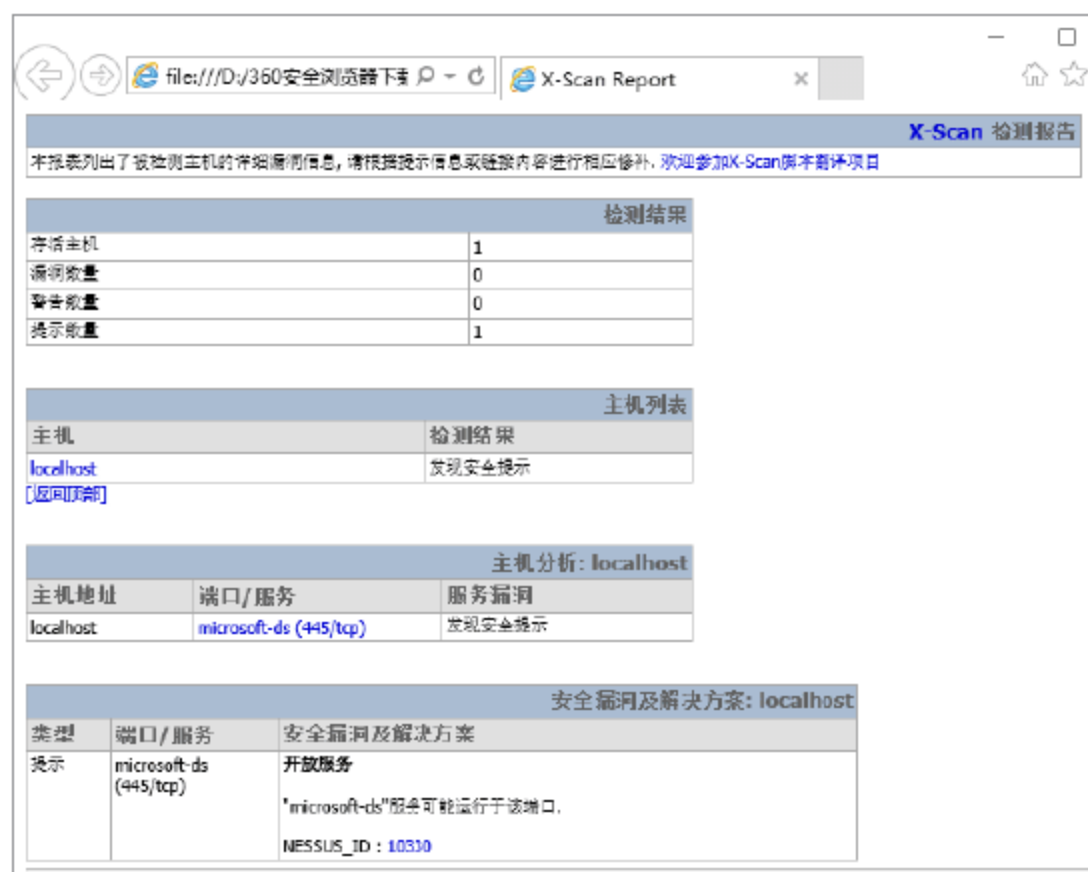 file:///D:/360安全浏览器下载
X-Scan Report
X-Scan 检测报告
本报表列出了被检测主机的详细漏洞信息, 请根据提示信息或链接内容进行相应修补. 欢迎参加X-Scan脚本翻译项目
检测结果
存活主机 1
漏洞数量 0
警告数量 0
提示数量 1
主机列表
主机 检测结果
localhost 发现安全提示
[返回顶部]
主机分析: localhost
主机地址 端口/服务 服务漏洞
localhost microsoft-ds (445/tcp) 发现安全提示
安全漏洞及解决方案: localhost
类型 端口/服务 安全漏洞及解决方案
提示 microsoft-ds (445/tcp) 开放服务
"microsoft-ds"服务可能运行于该端口.
NESSUS_ID : 10330